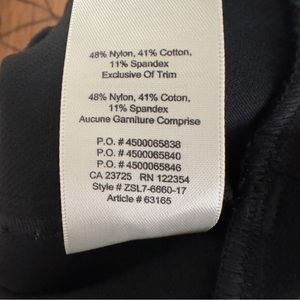 48% Nylon, 41% Cotton,
11% Spandex
Exclusive Of Trim
48% Nylon, 41% Coton,
11% Spandex
Aucune Garniture Comprise
P.O. # 4500065838
P.O. # 4500065840
P.O. # 4500065846
CA 23725 RN 122354
Style # ZSL7-6660-17
Article # 63165